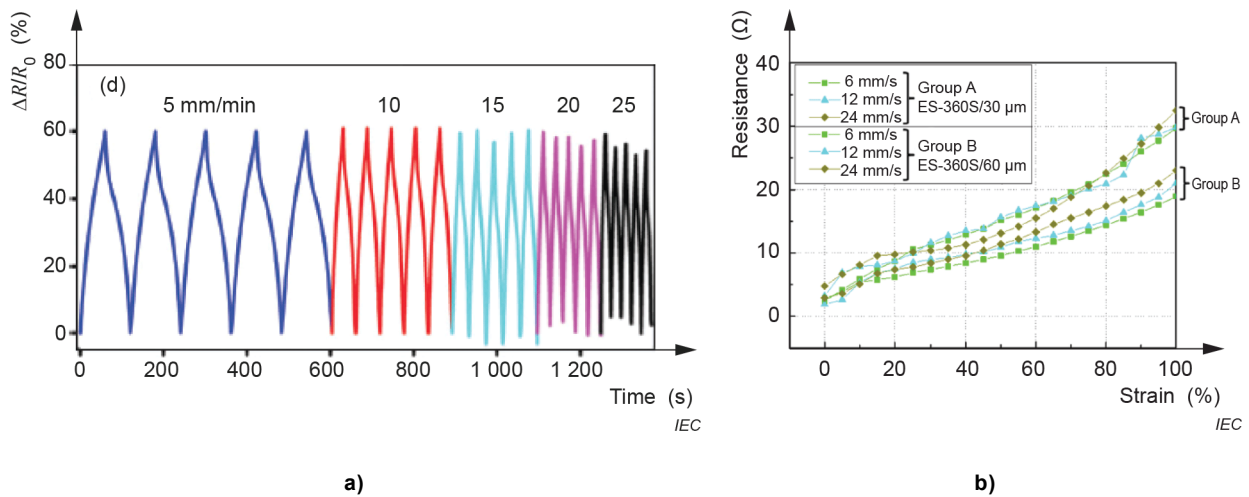 ΔR/R0 (%)
80
60
40
20
0
(d)
5 mm/min
10
15
20
25
0
200
400
600
800
1 000
1 200
Time (s)
IEC
a)
Resistance (Ω)
40
30
20
10
0
6 mm/s
12 mm/s
24 mm/s
Group A
ES-360S/30 µm
6 mm/s
12 mm/s
24 mm/s
Group B
ES-360S/60 µm
Group A
Group B
0
20
40
60
80
100
Strain (%)
IEC
b)